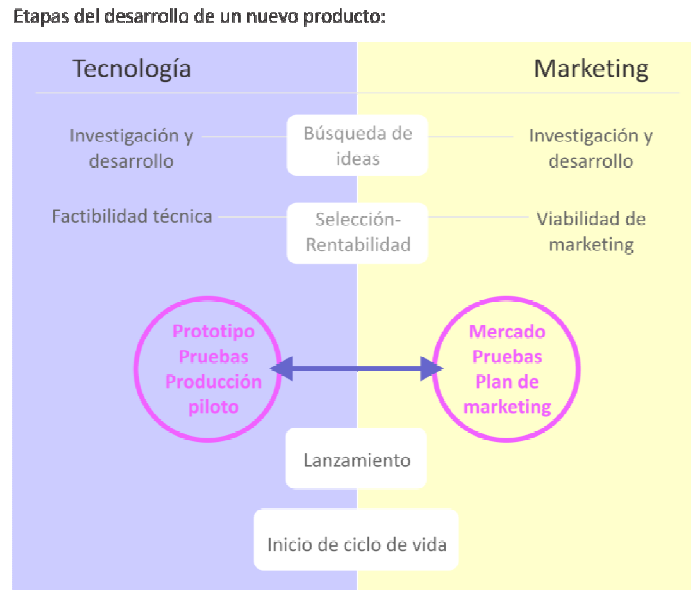 Etapas del desarrollo de un nuevo producto:
Tecnología
Marketing
Investigación y
desarrollo
Búsqueda de
ideas
Investigación y
desarrollo
Factibilidad técnica
Selección-
Rentabilidad
Viabilidad de
marketing
Prototipo
Pruebas
Producción
piloto
Mercado
Pruebas
Plan de
marketing
Lanzamiento
Inicio de ciclo de vida